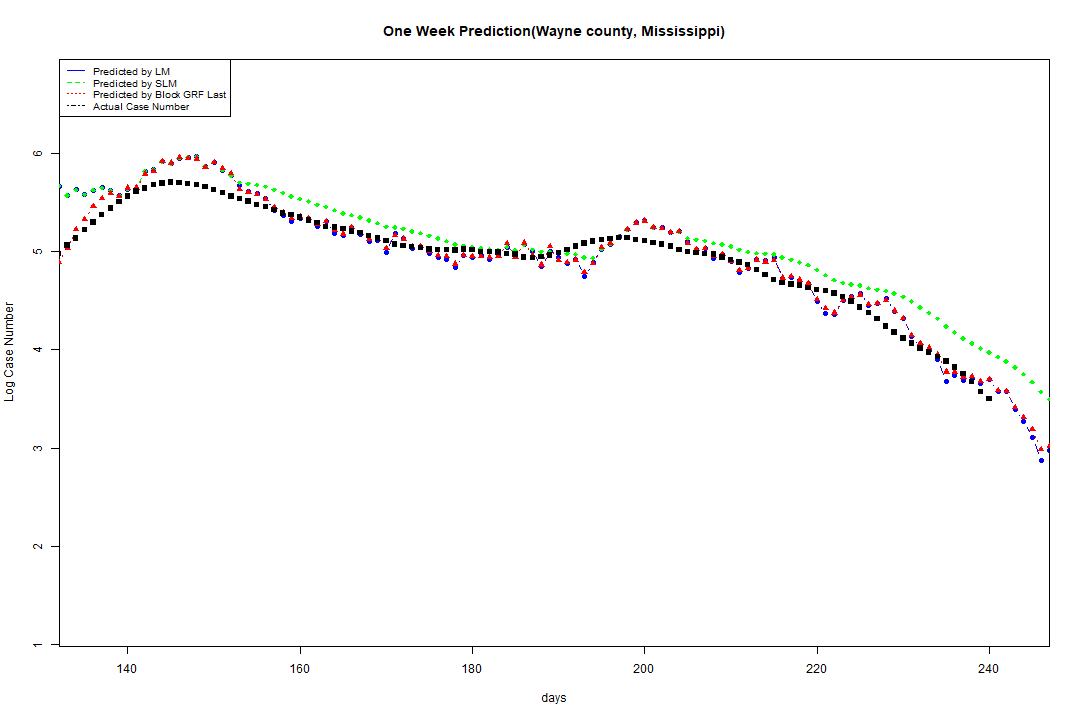 One Week Prediction(Wayne county, Mississippi)
Predicted by LM
Predicted by SLM
Predicted by Block GRF Last
Actual Case Number
Log Case Number
6
5
4
3
2
1
140 160 180 200 220 240
days